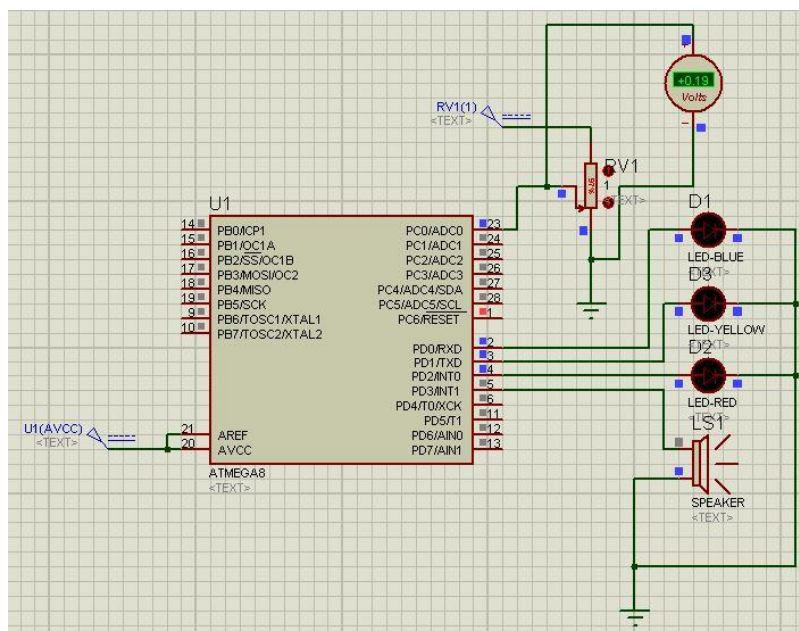 +0.19
Volts
RV1(1)
<TEXT>
RV1
97%
1
<TEXT>
U1
14 PB0/ICP1
15 PB1/OC1A
16 PB2/SS/OC1B
17 PB3/MOSI/OC2
18 PB4/MISO
19 PB5/SCK
9 PB6/TOSC1/XTAL1
10 PB7/TOSC2/XTAL2
PC0/ADC0 23
PC1/ADC1 24
PC2/ADC2 25
PC3/ADC3 26
PC4/ADC4/SDA 27
PC5/ADC5/SCL 28
PC6/RESET 1
PD0/RXD 2
PD1/TXD 3
PD2/INT0 4
PD3/INT1 5
PD4/T0/XCK 6
PD5/T1 11
PD6/AIN0 12
PD7/AIN1 13
U1(AVCC)
<TEXT>
21 AREF
20 AVCC
ATMEGA8
<TEXT>
D1
LED-BLUE
<TEXT>
D3
LED-YELLOW
<TEXT>
D2
LED-RED
<TEXT>
LS1
SPEAKER
<TEXT>